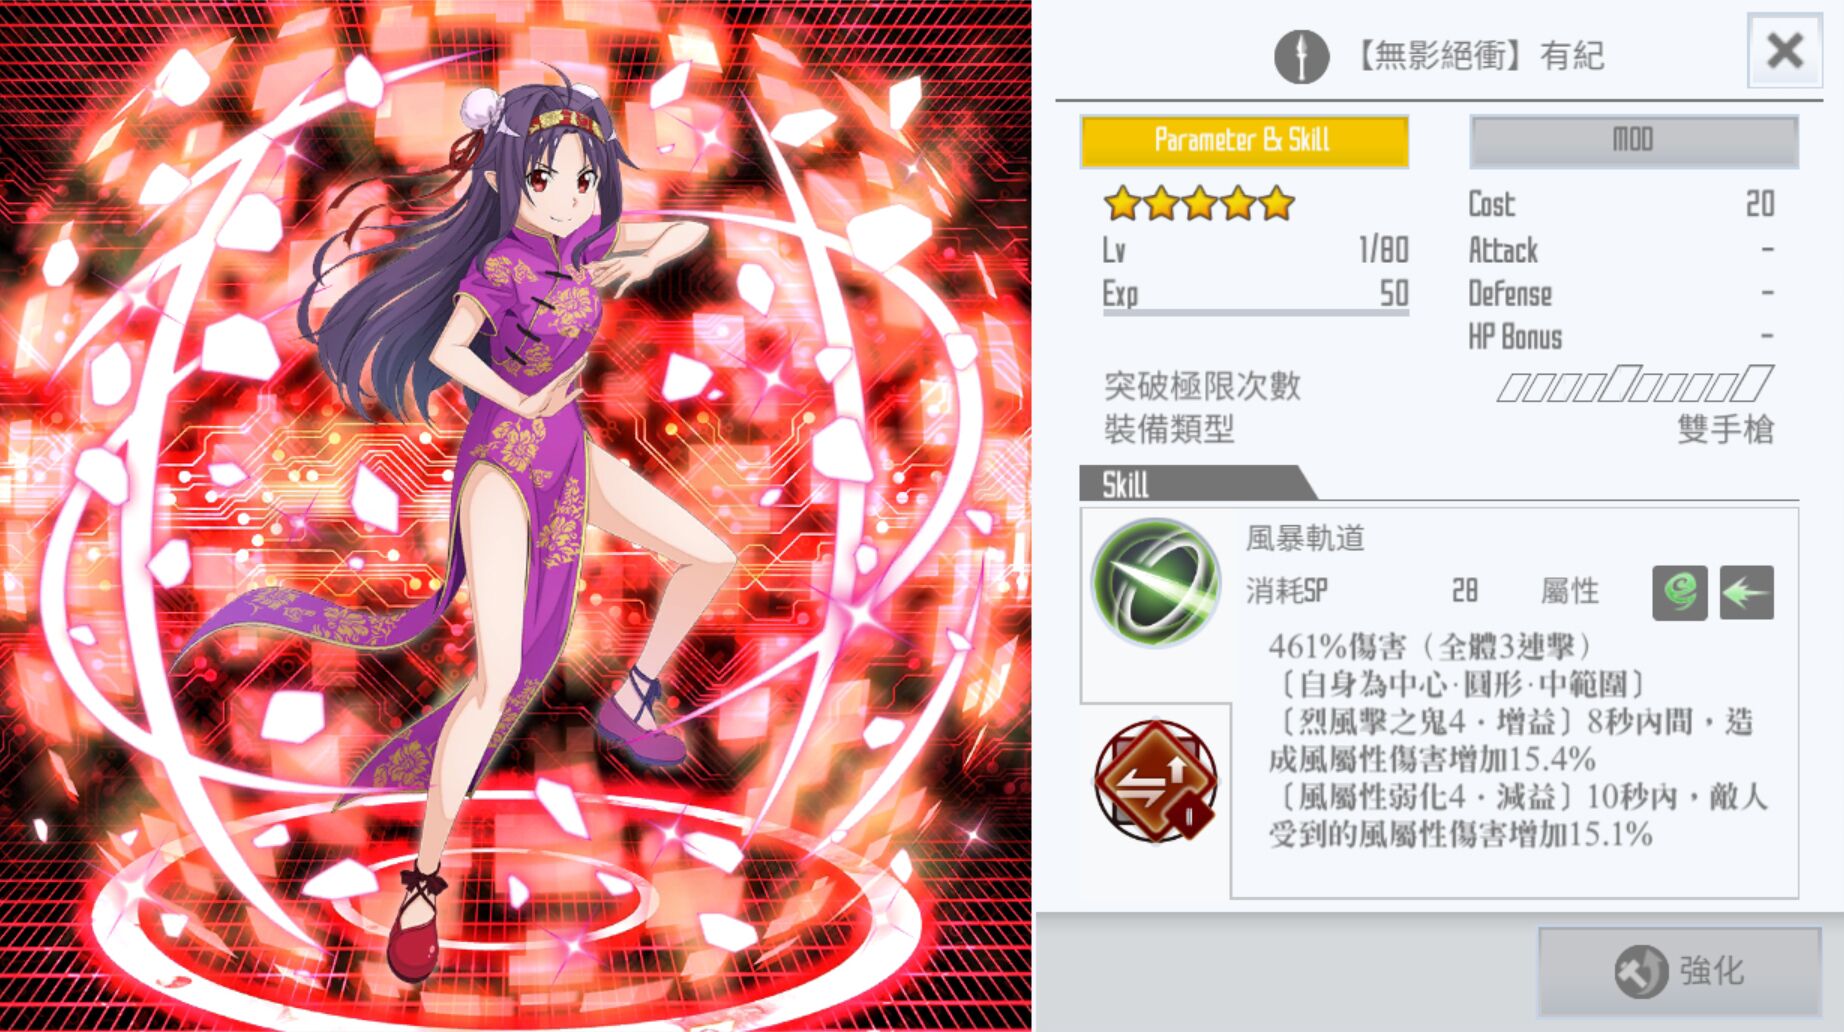 【無影絕衝】有紀
Parameter & Skill
MOD
Cost 20
Lv 1/80
Attack -
Exp 50
Defense -
HP Bonus -
突破極限次數
裝備類型 雙手槍
Skill
風暴軌道
消耗SP 28 屬性
461%傷害（全體3連擊）
〔自身為中心·圓形·中範圍〕
〔烈風擊之鬼4・增益〕8秒內間，造
成風屬性傷害增加15.4%
〔風屬性弱化4・減益〕10秒內，敵人
受到的風屬性傷害增加15.1%
強化